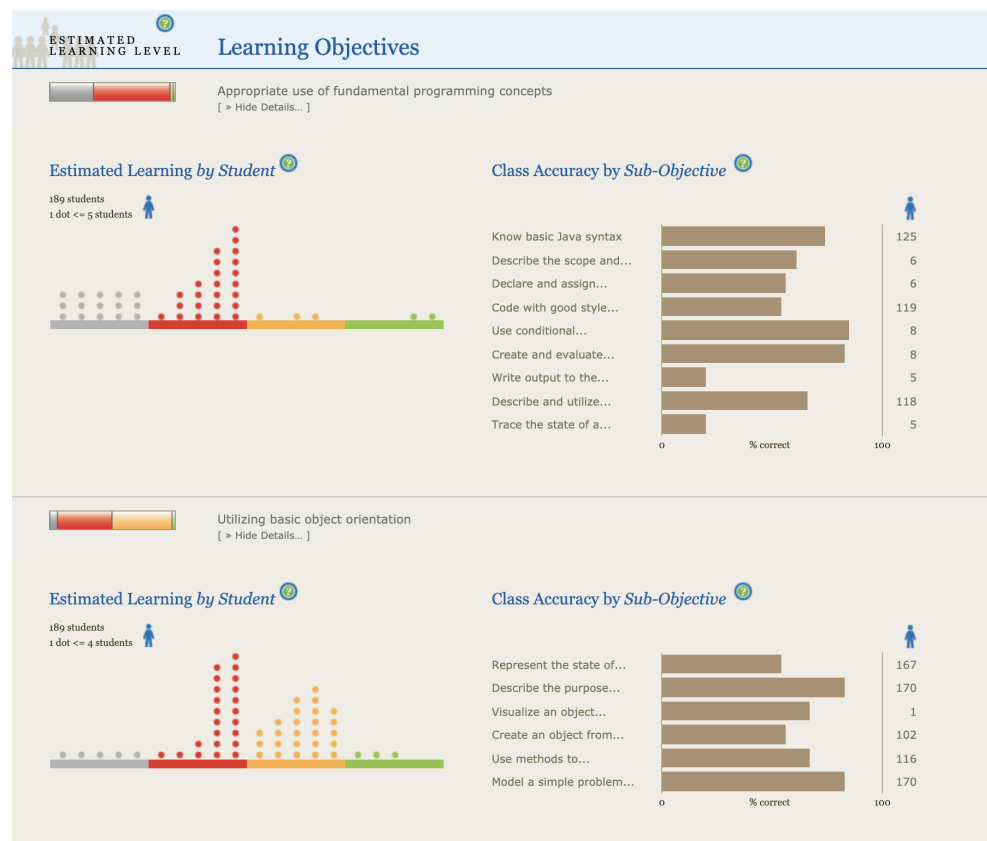 ESTIMATED
LEARNING LEVEL
Learning Objectives
Appropriate use of fundamental programming concepts
[ » Hide Details... ]
Estimated Learning by Student
Class Accuracy by Sub-Objective
189 students
1 dot <= 5 students
Know basic Java syntax 125
Describe the scope and... 6
Declare and assign... 6
Code with good style... 119
Use conditional... 8
Create and evaluate... 8
Write output to the... 5
Describe and utilize... 118
Trace the state of a... 5
0 % correct 100
Utilizing basic object orientation
[ » Hide Details... ]
Estimated Learning by Student
Class Accuracy by Sub-Objective
189 students
1 dot <= 4 students
Represent the state of... 167
Describe the purpose... 170
Visualize an object... 1
Create an object from... 102
Use methods to... 116
Model a simple problem... 170
0 % correct 100